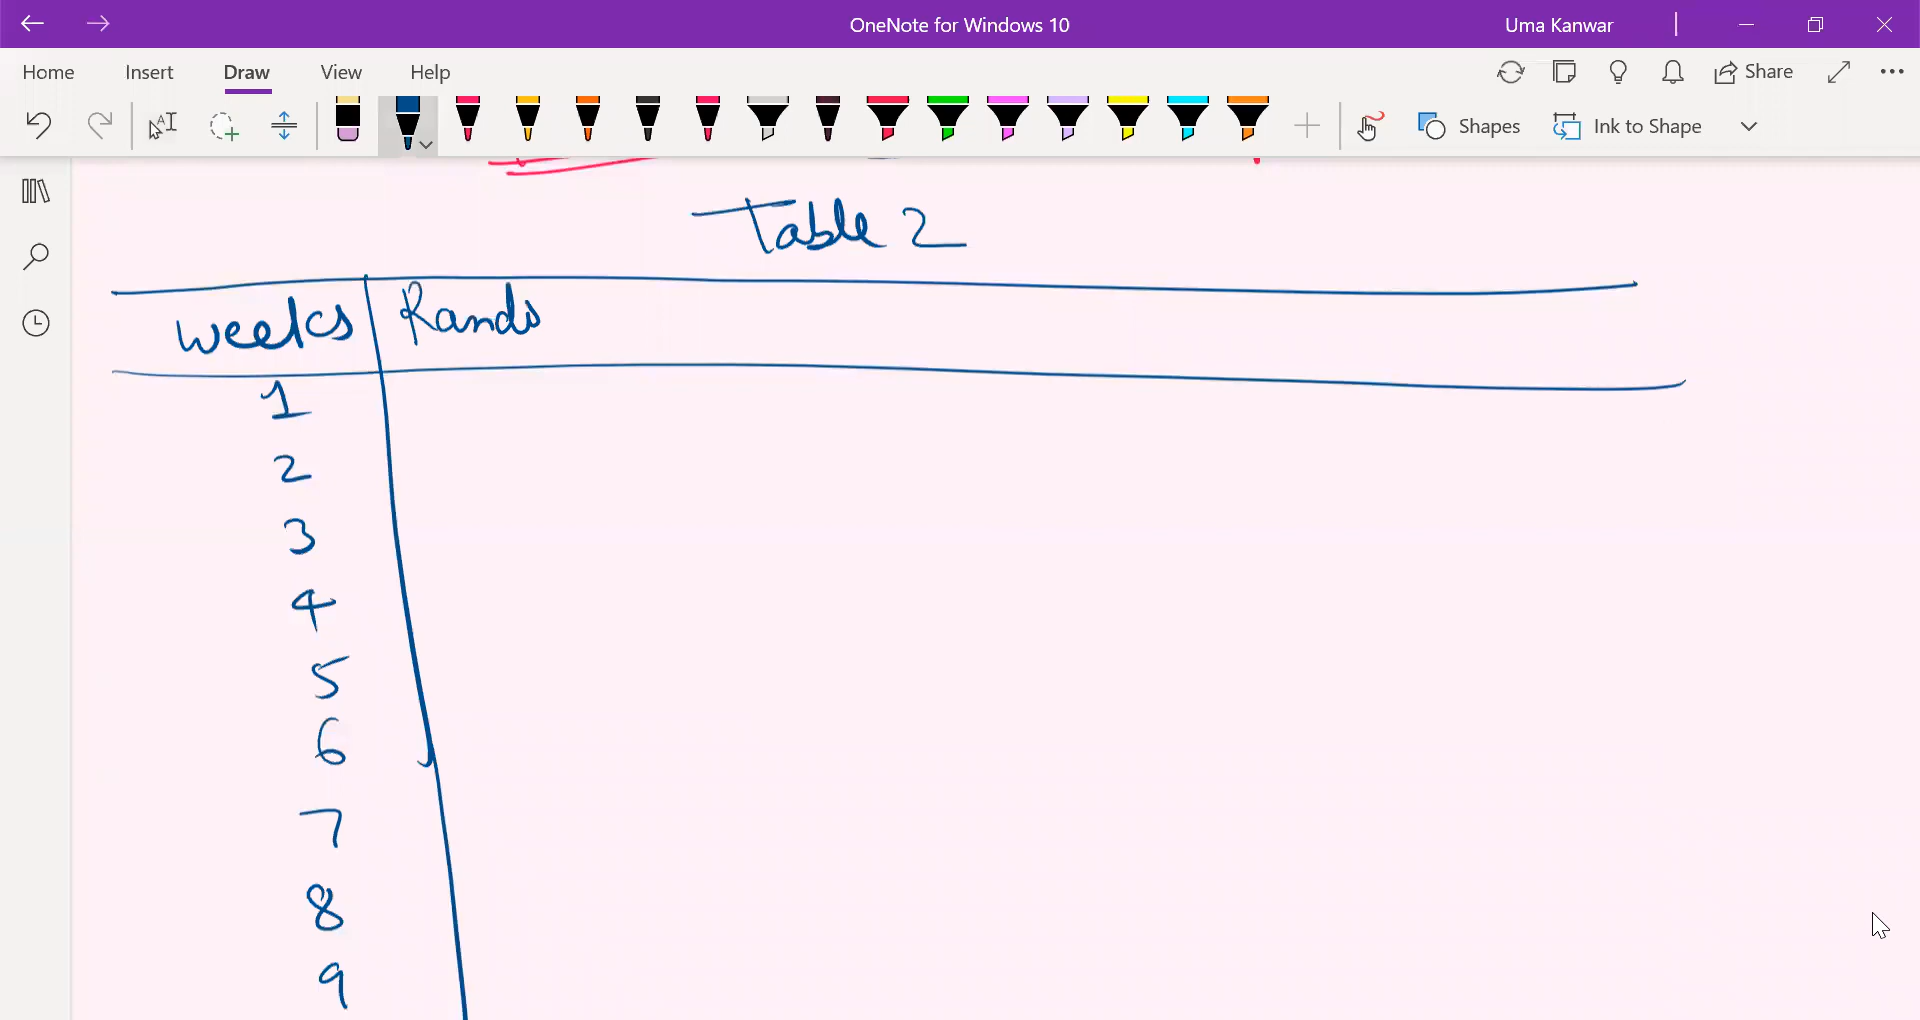 OneNote for Windows 10 Uma Kanwar
Home Insert Draw View Help Share
Shapes Ink to Shape
Table 2
Weeks Rands
1
2
3
4
5
6
7
8
9